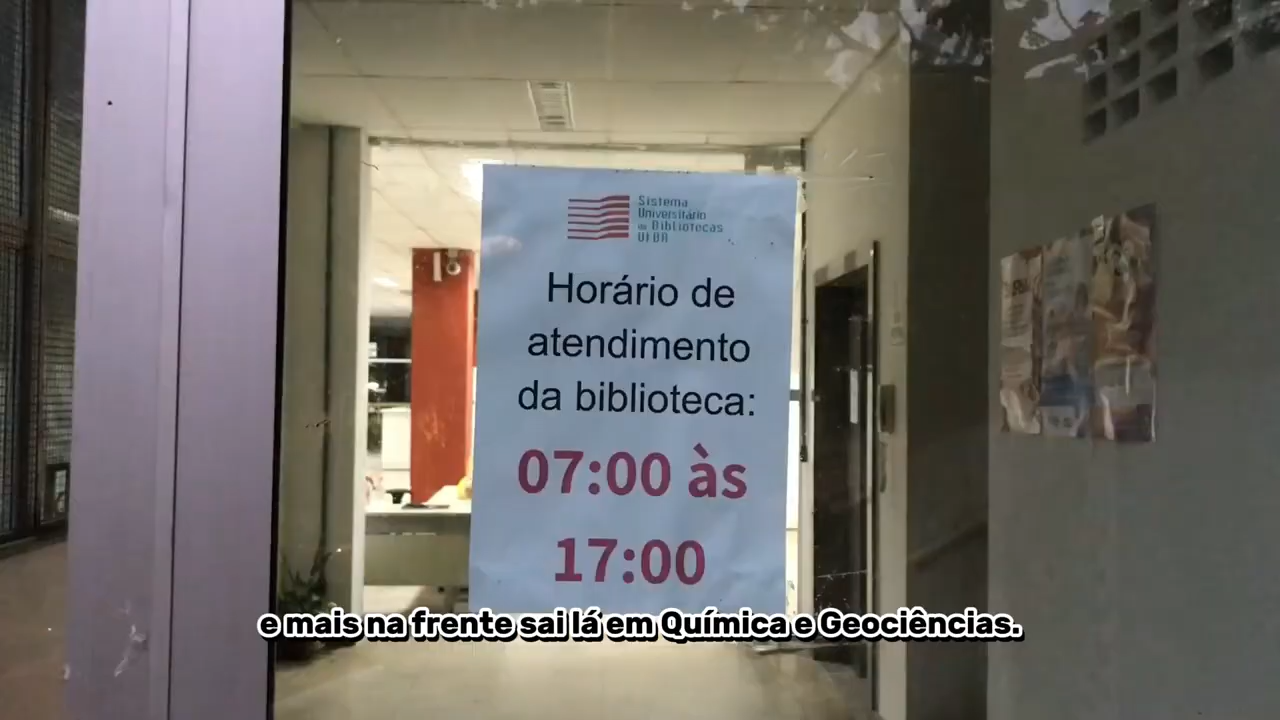 Sistema
Universitário
de Bibliotecas
UFBA
Horário de
atendimento
da biblioteca:
07:00 às
17:00
e mais na frente sai lá em Química e Geociências.